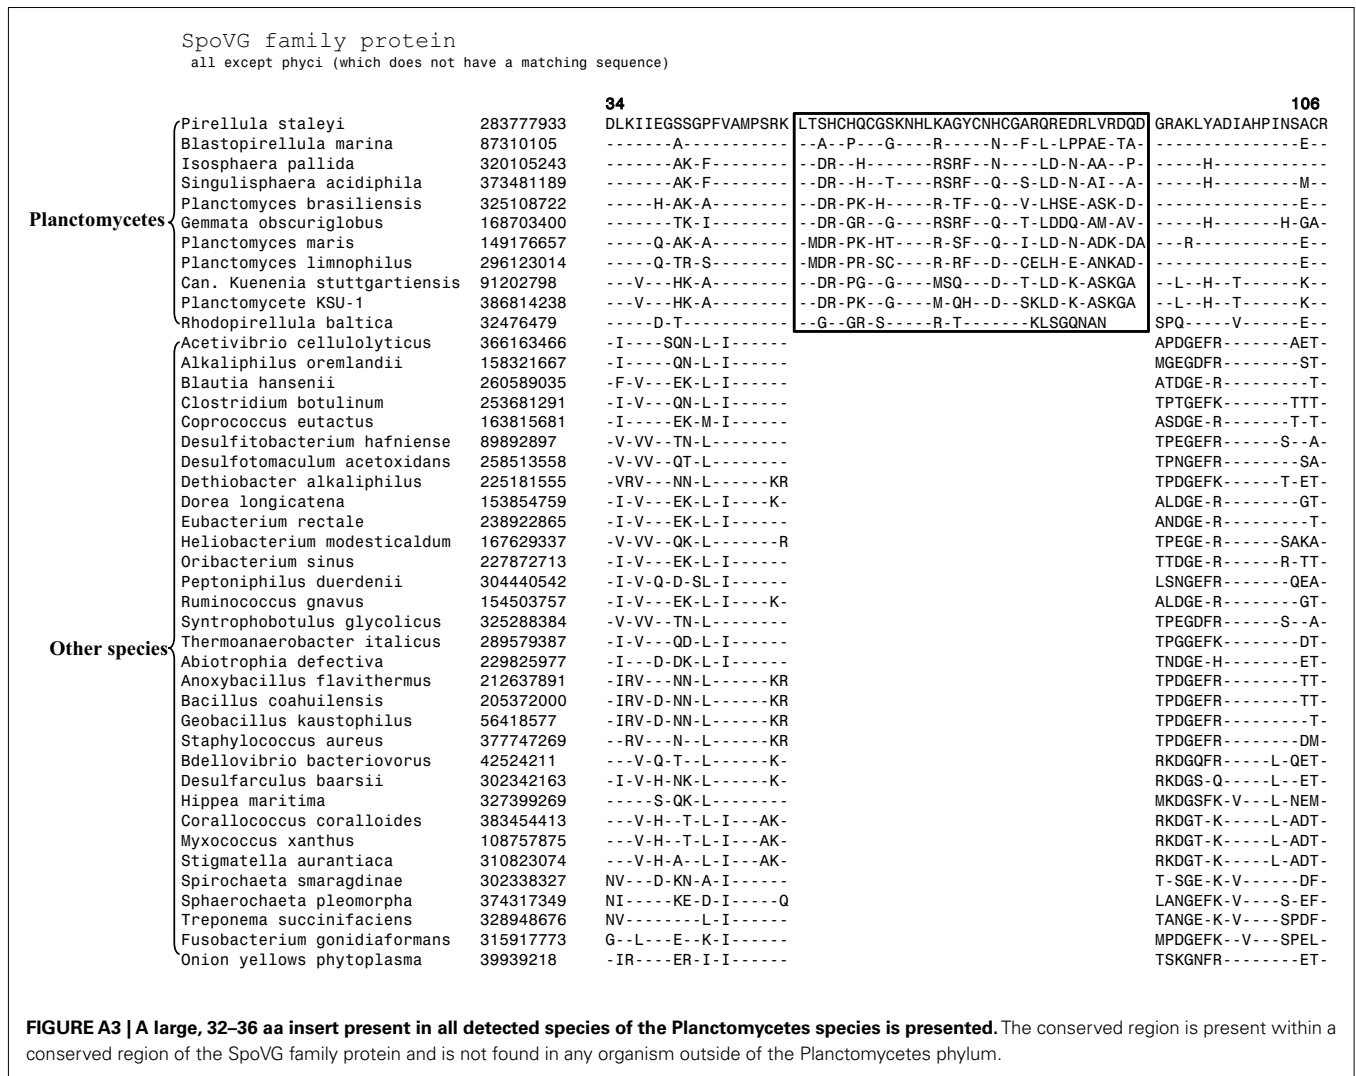 SpoVG family protein
all except phyci (which does not have a matching sequence)
34 106
Pirellula staleyi 283777933 DLKIIEGSSGPFVAMPSRK LTSHCHQCGSKNHLKAGYCNHCGARQREDRLVRDQD GRAKLYADIAHPINSACR
Blastopirellula marina 87310105 -------A----------- --A--P---G----R-----N--F-L-LPPAE-TA- ---------------E--
Isosphaera pallida 320105243 -------AK-F-------- --DR--H-------RSRF--N----LD-N-AA--P- -----H------------
Singulisphaera acidiphila 373481189 -------AK-F-------- --DR--H--T----RSRF--Q--S-LD-N-AI--A- -----H---------M--
Planctomyces brasiliensis 325108722 -----H-AK-A-------- --DR-PK-H-----R-TF--Q--V-LHSE-ASK-D- ---------------E--
Planctomycetes Gemmata obscuriglobus 168703400 -------TK-I-------- --DR-GR--G----RSRF--Q--T-LDDQ-AM-AV- -----H-------H-GA-
Planctomyces maris 149176657 -----Q-AK-A-------- -MDR-PK-HT----R-SF--Q--I-LD-N-ADK-DA ---R-----------E--
Planctomyces limnophilus 296123014 -----Q-TR-S-------- -MDR-PR-SC----R-RF--D--CELH-E-ANKAD- ---------------E--
Can. Kuenenia stuttgartiensis 91202798 ---V---HK-A-------- --DR-PG--G----MSQ---D--T-LD-K-ASKGA --L--H--T------K--
Planctomycete KSU-1 386814238 ---V---HK-A-------- --DR-PK--G----M-QH--D--SKLD-K-ASKGA --L--H--T------K--
Rhodopirellula baltica 32476479 -----D-T----------- --G--GR-S-----R-T-------KLSGQNAN SPQ-----V------E--
Acetivibrio cellulolyticus 366163466 -I----SQN-L-I------ APDGEFR-------AET-
Alkaliphilus oremlandii 158321667 -I-----QN-L-I------ MGEGDFR--------ST-
Blautia hansenii 260589035 -F-V---EK-L-I------ ATDGE-R---------T-
Clostridium botulinum 253681291 -I-V---QN-L-I------ TPTGEFK-------TTT-
Coprococcus eutactus 163815681 -I-----EK-M-I------ ASDGE-R-------T-T-
Desulfitobacterium hafniense 89892897 -V-VV--TN-L-------- TPEGEFR------S--A-
Desulfotomaculum acetoxidans 258513558 -V-VV--QT-L-------- TPNGEFR--------SA-
Dethiobacter alkaliphilus 225181555 -VRV---NN-L------KR TPDGEFK------T-ET-
Dorea longicatena 153854759 -I-V---EK-L-I----K- ALDGE-R--------GT-
Eubacterium rectale 238922865 -I-V---EK-L-I------ ANDGE-R---------T-
Heliobacterium modesticaldum 167629337 -V-VV--QK-L-------R TPEGE-R------SAKA-
Oribacterium sinus 227872713 -I-V---EK-L-I------ TTDGE-R------R-TT-
Peptoniphilus duerdenii 304440542 -I-V-Q-D-SL-I------ LSNGEFR-------QEA-
Ruminococcus gnavus 154503757 -I-V---EK-L-I----K- ALDGE-R--------GT-
Syntrophobotulus glycolicus 325288384 -V-VV--TN-L-------- TPEGDFR------S--A-
Other species Thermoanaerobacter italicus 289579387 -I-V---QD-L-I------ TPGGEFK--------DT-
Abiotrophia defectiva 229825977 -I---D-DK-L-I------ TNDGE-H--------ET-
Anoxybacillus flavithermus 212637891 -IRV---NN-L------KR TPDGEFR--------TT-
Bacillus coahuilensis 205372000 -IRV-D-NN-L------KR TPDGEFR--------TT-
Geobacillus kaustophilus 56418577 -IRV-D-NN-L------KR TPDGEFR---------T-
Staphylococcus aureus 377747269 --RV---N--L------KR TPDGEFR--------DM-
Bdellovibrio bacteriovorus 42524211 ---V-Q-T--L------K- RKDGQFR-----L-QET-
Desulfarculus baarsii 302342163 -I-V-H-NK-L------K- RKDGS-Q-----L--ET-
Hippea maritima 327399269 -----S-QK-L-------- MKDGSFK-V---L-NEM-
Corallococcus coralloides 383454413 ---V-H--T-L-I---AK- RKDGT-K-----L-ADT-
Myxococcus xanthus 108757875 ---V-H--T-L-I---AK- RKDGT-K-----L-ADT-
Stigmatella aurantiaca 310823074 ---V-H-A--L-I---AK- RKDGT-K-----L-ADT-
Spirochaeta smaragdinae 302338327 NV---D-KN-A-I------ T-SGE-K-V------DF-
Sphaerochaeta pleomorpha 374317349 NI-----KE-D-I-----Q LANGEFK-V----S-EF-
Treponema succinifaciens 328948676 NV--------L-I------ TANGE-K-V----SPDF-
Fusobacterium gonidiaformans 315917773 G--L---E--K-I------ MPDGEFK--V---SPEL-
Onion yellows phytoplasma 39939218 -IR----ER-I-I------ TSKGNFR--------ET-
FIGURE A3 | A large, 32–36 aa insert present in all detected species of the Planctomycetes species is presented. The conserved region is present within a
conserved region of the SpoVG family protein and is not found in any organism outside of the Planctomycetes phylum.